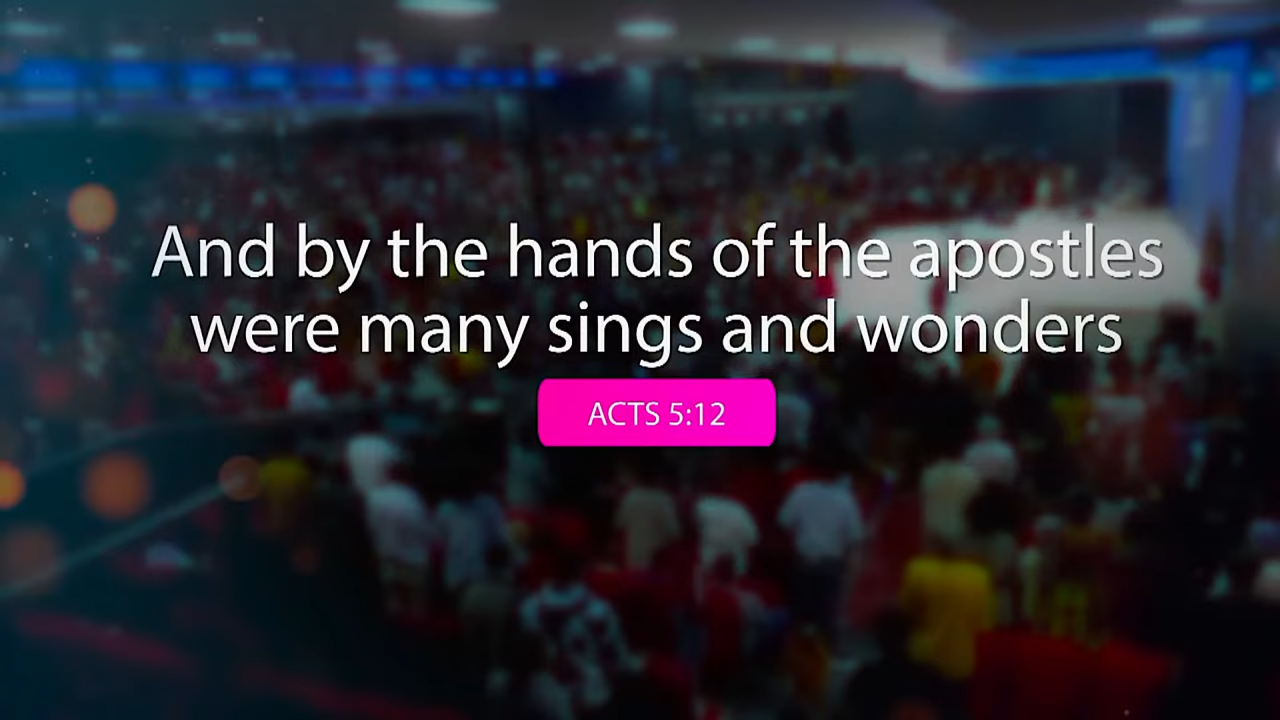 And by the hands of the apostles
were many sings and wonders
ACTS 5:12